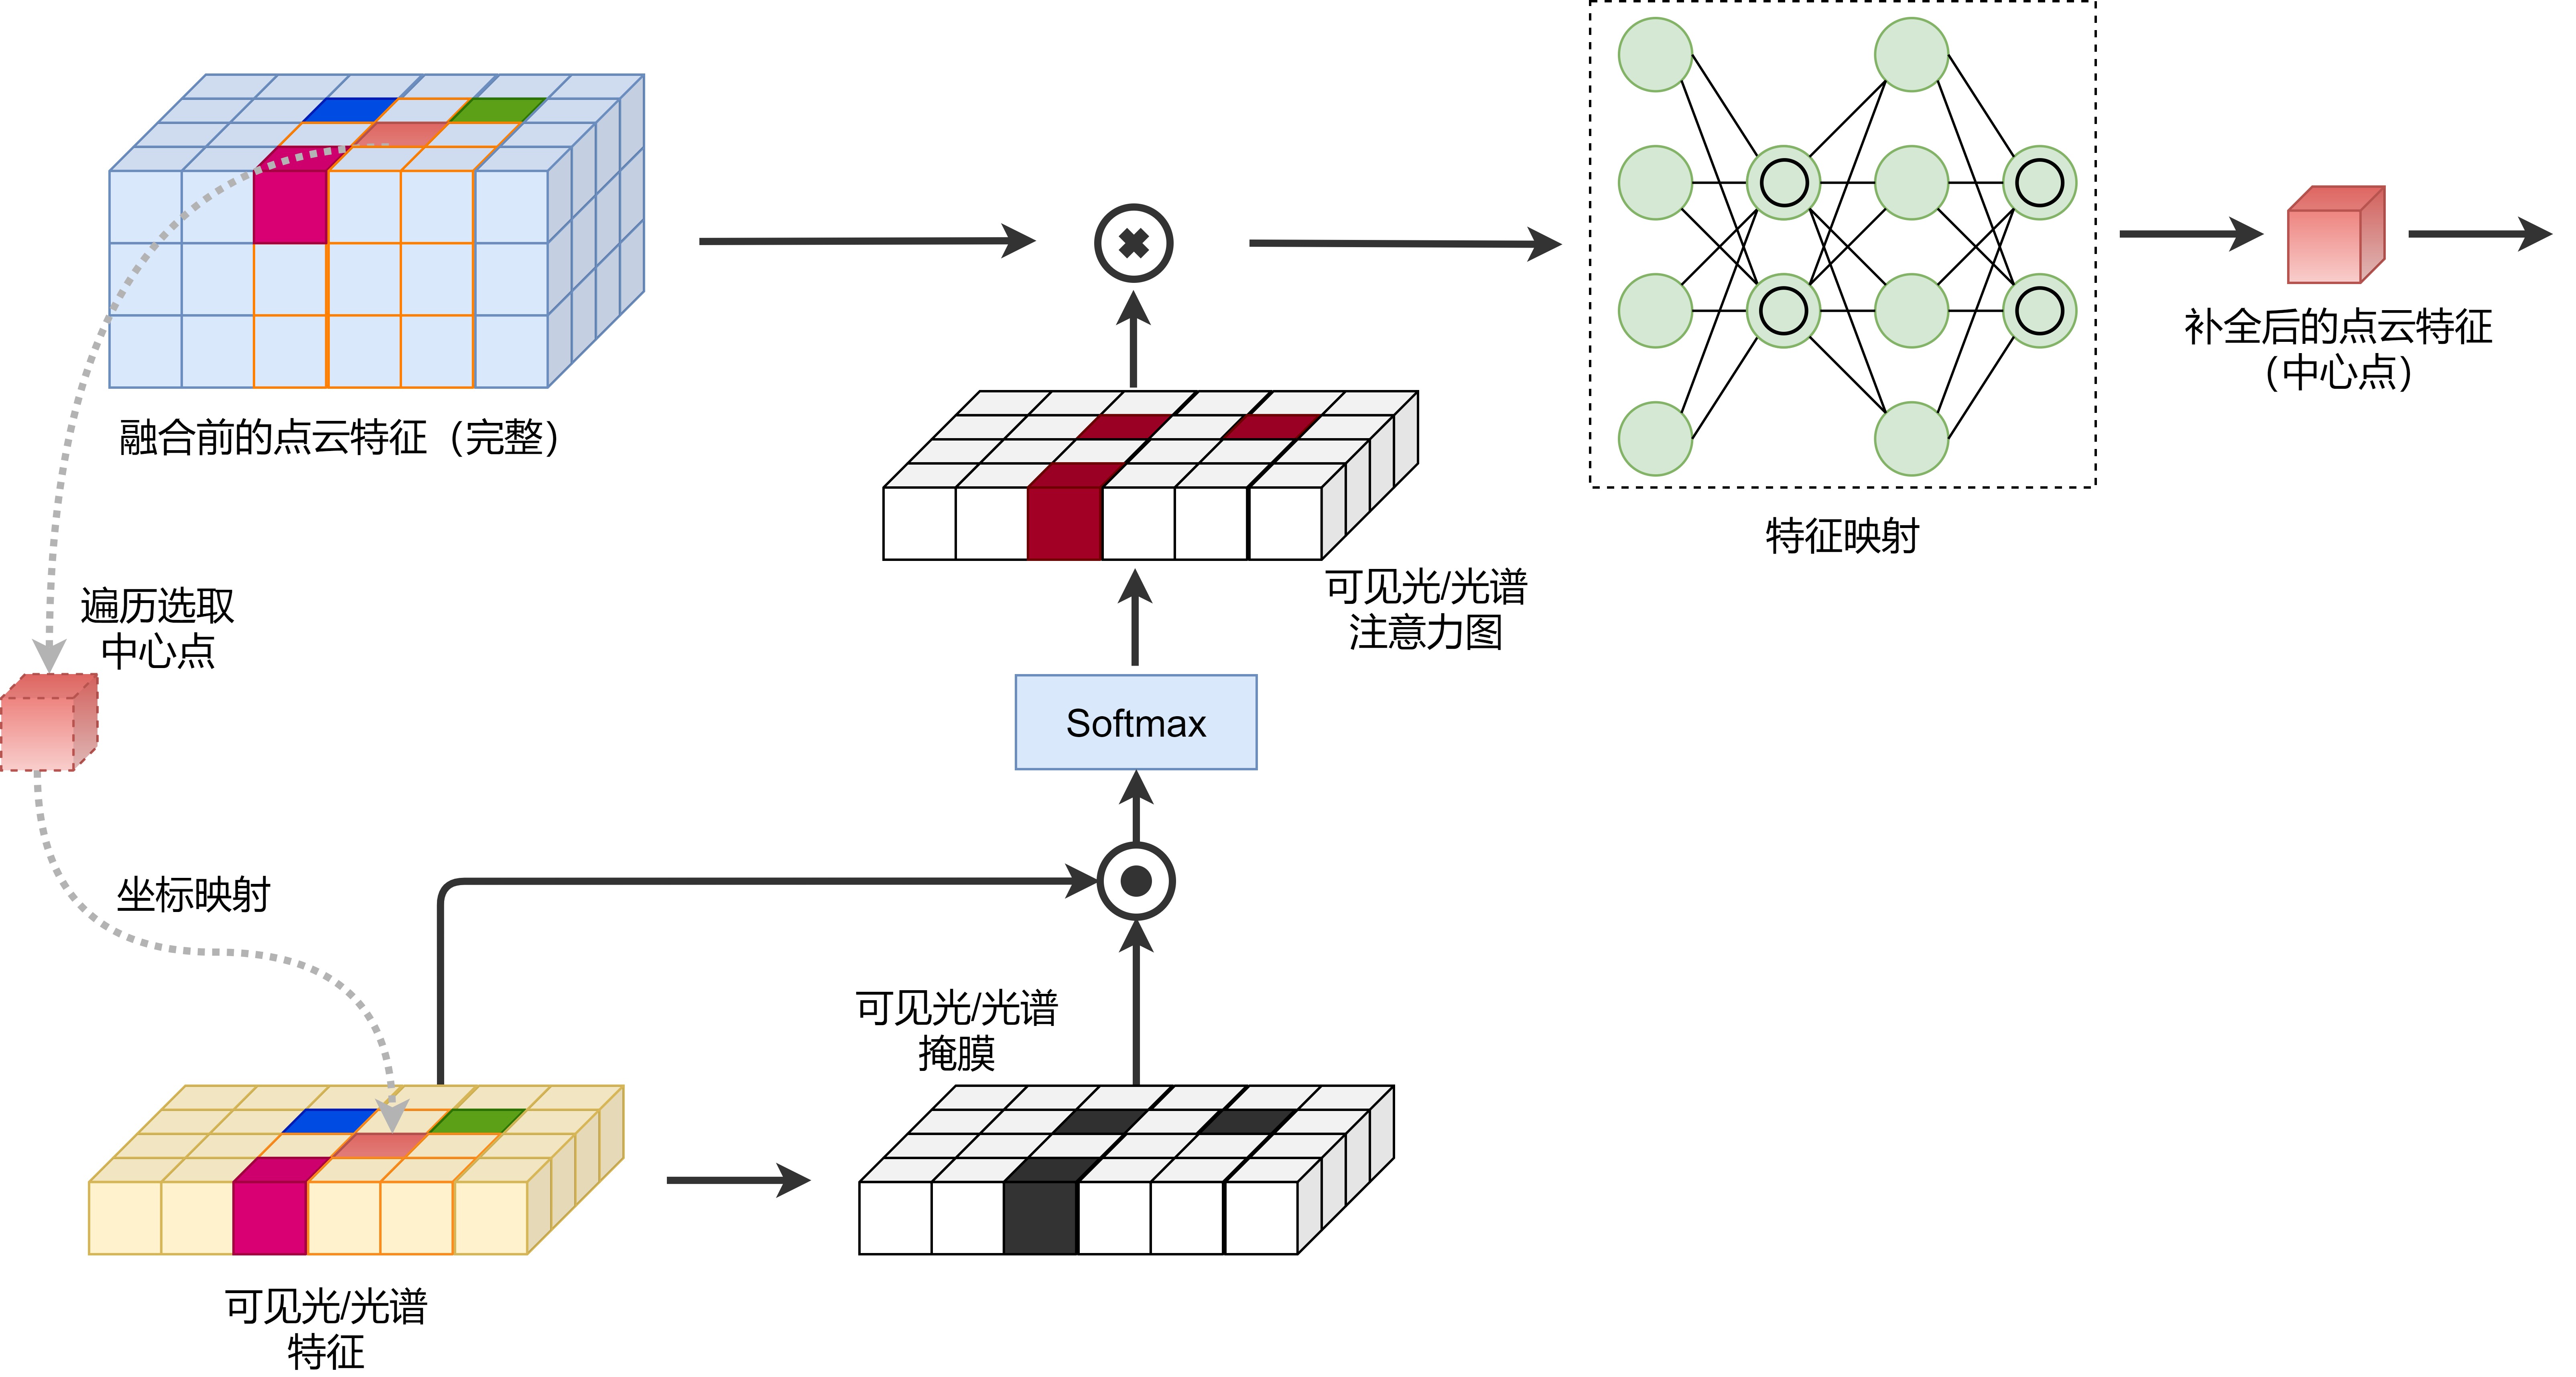 融合前的点云特征（完整）
补全后的点云特征
（中心点）
特征映射
遍历选取
中心点
可见光/光谱
注意力图
Softmax
坐标映射
可见光/光谱
掩膜
可见光/光谱
特征